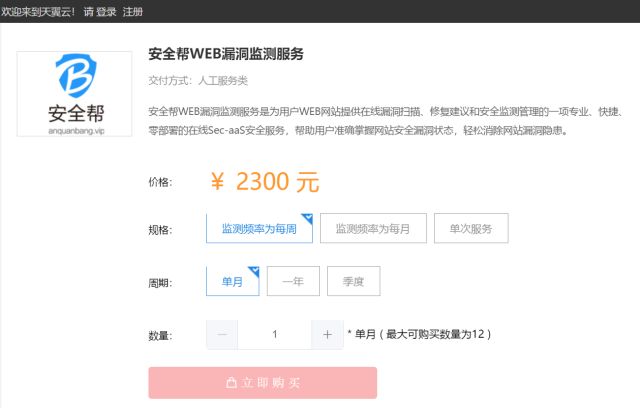 欢迎来到天翼云! 请 登录 注册
安全帮WEB漏洞监测服务
交付方式: 人工服务类
B
安全帮
anquanbang.vip
安全帮WEB漏洞监测服务是为用户WEB网站提供在线漏洞扫描、修复建议和安全监测管理的一项专业、快捷、
零部署的在线Sec-aaS安全服务，帮助用户准确掌握网站安全漏洞状态，轻松消除网站漏洞隐患。
价格: ¥ 2300 元
规格: 监测频率为每周 监测频率为每月 单次服务
周期: 单月 一年 季度
数量: − 1 + * 单月 ( 最大可购买数量为12 )
立即购买